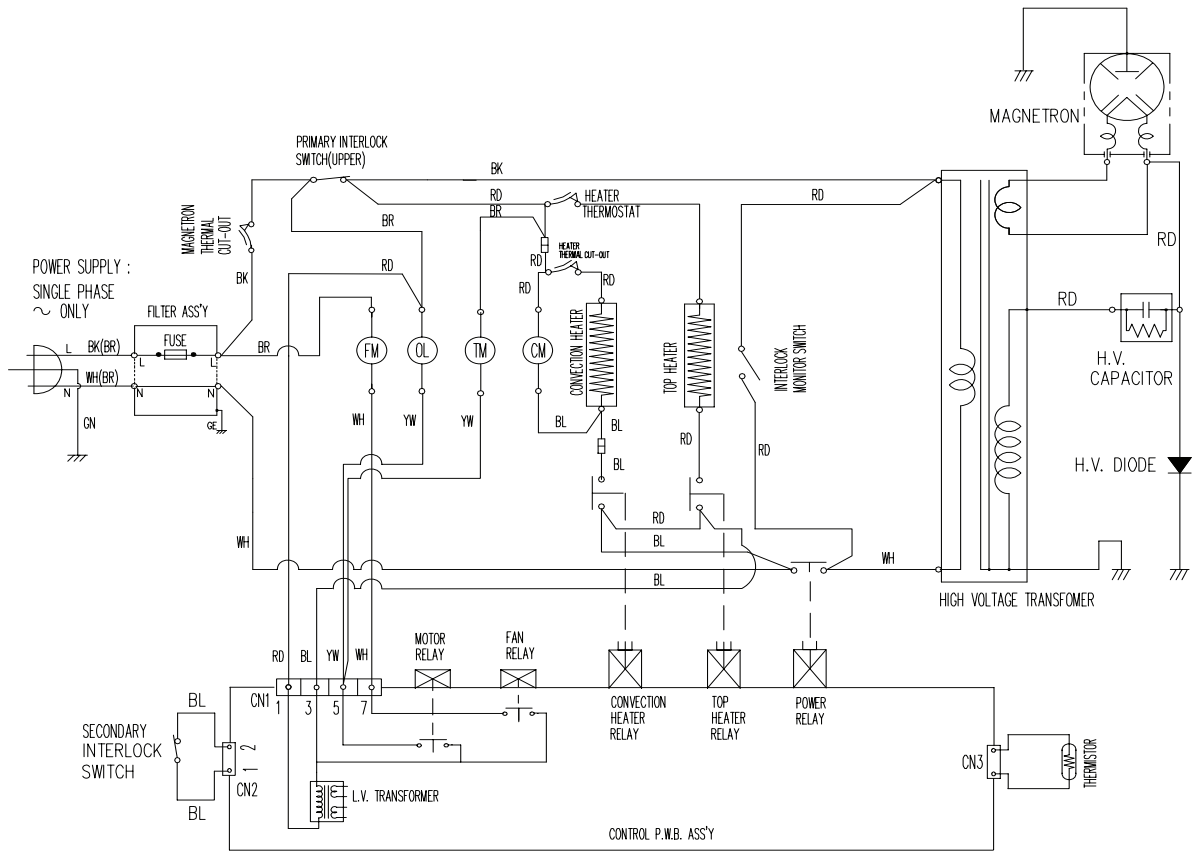 MAGNETRON
PRIMARY INTERLOCK
SWITCH(UPPER)
BK
RD
BR
HEATER
THERMOSTAT
RD
BR
MAGNETRON
THERMAL
CUT-OUT
HEATER
THERMAL CUT-OUT
RD
RD
RD
RD
RD
BK
POWER SUPPLY :
SINGLE PHASE
~ ONLY
FILTER ASS'Y
FUSE
L
BK(BR)
L
L
BR
WH(BR)
N
N
N
GN
GE
FM
OL
TM
CM
CONVECTION HEATER
TOP HEATER
INTERLOCK
MONITOR SWITCH
RD
H.V.
CAPACITOR
WH
YW
YW
BL
BL
RD
RD
BL
H.V. DIODE
RD
BL
WH
WH
BL
HIGH VOLTAGE TRANSFOMER
RD
BL
YW
WH
MOTOR
RELAY
FAN
RELAY
CN1
1
3
5
7
CONVECTION
HEATER
RELAY
TOP
HEATER
RELAY
POWER
RELAY
BL
SECONDARY
INTERLOCK
SWITCH
2
1
CN2
BL
CN3
THERMISTOR
L.V. TRANSFORMER
CONTROL P.W.B. ASS'Y